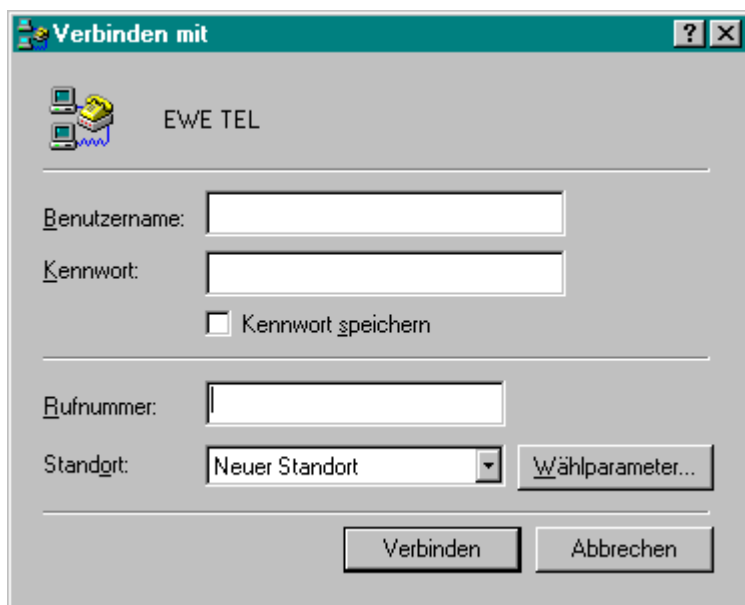 Verbinden mit
EWE TEL
Benutzername:
Kennwort:
Kennwort speichern
Rufnummer:
Standort: Neuer Standort Wählparameter...
Verbinden Abbrechen